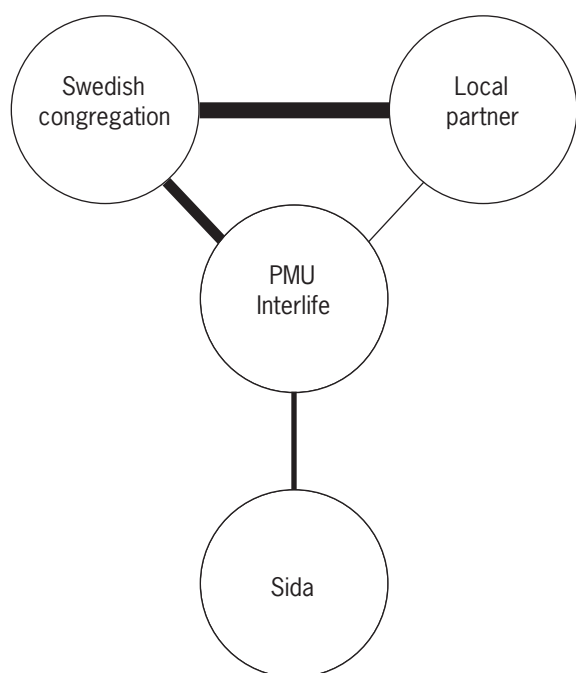 Swedish
congregation
Local
partner
PMU
Interlife
Sida